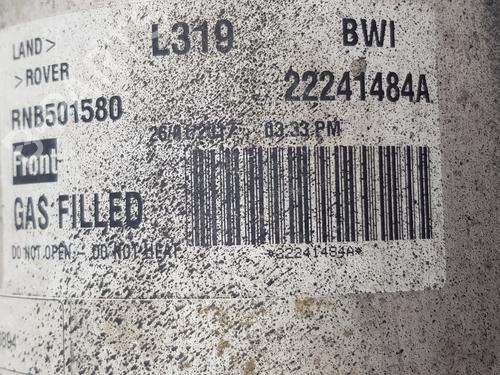 LAND>
>ROVER
L319
BWI
RNB501580
22241484A
26/01/2017 03:33 PM
Front
GAS FILLED
DO NOT OPEN - DO NOT HEAT
*22241484A*